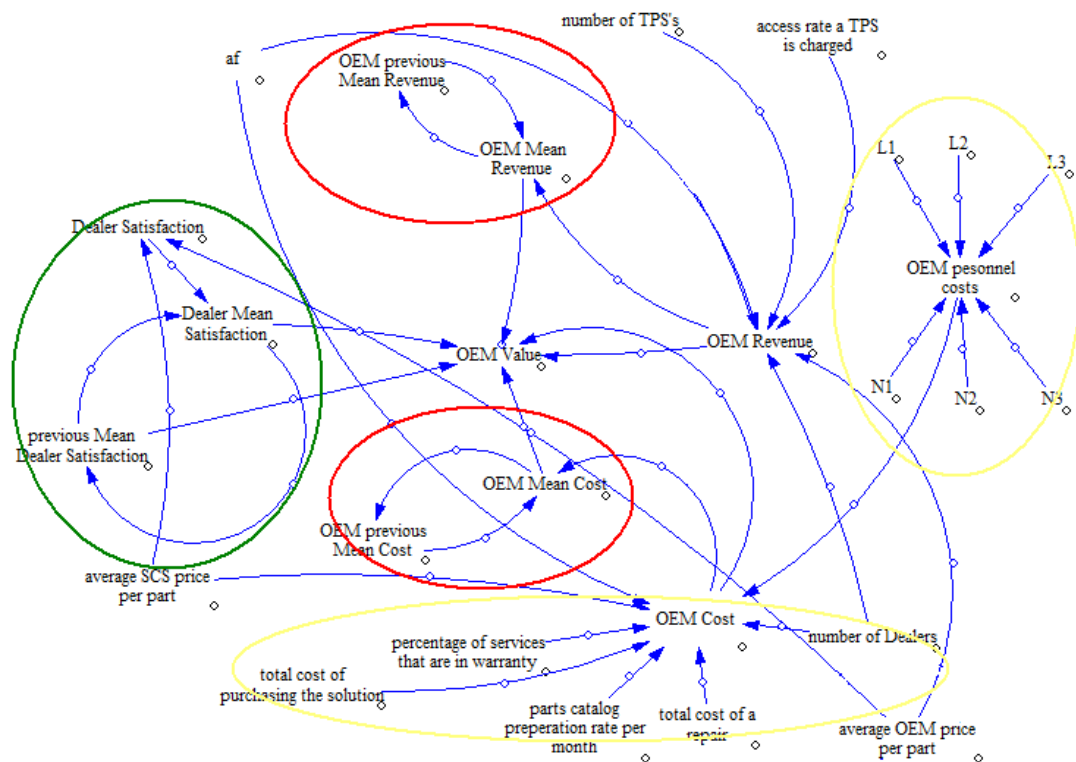 number of TPS's
access rate a TPS
is charged
af
OEM previous
Mean Revenue
L1
L2
L3
OEM Mean
Revenue
Dealer Satisfaction
OEM pesonnel
costs
Dealer Mean
Satisfaction
OEM Value
OEM Revenue
N1
N2
N3
previous Mean
Dealer Satisfaction
OEM Mean Cost
OEM previous
Mean Cost
average SCS price
per part
OEM Cost
number of Dealers
percentage of services
that are in warranty
total cost of
purchasing the solution
parts catalog
preperation rate per
month
total cost of a
repair
average OEM price
per part